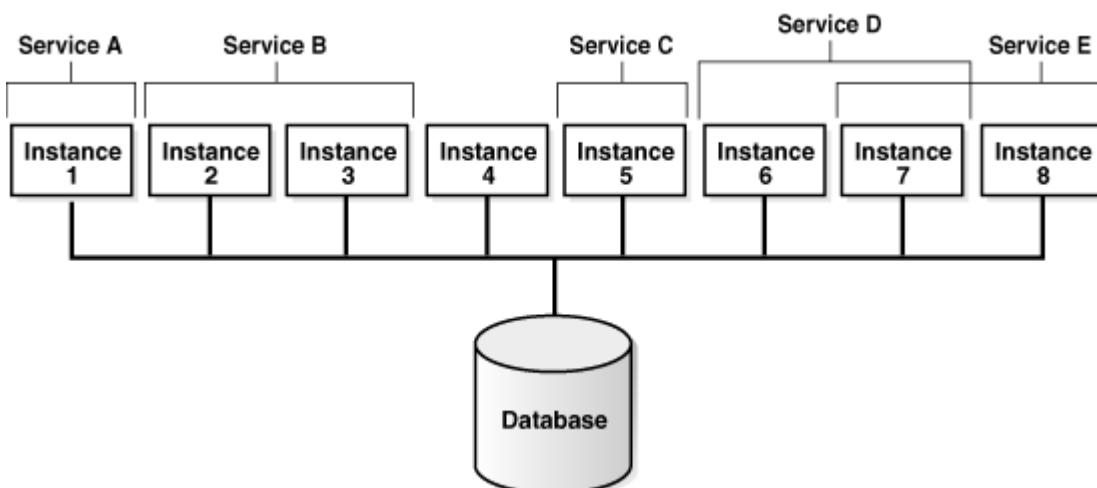 Service D
Service A
Service B
Service C
Service E
Instance
1
Instance
2
Instance
3
Instance
4
Instance
5
Instance
6
Instance
7
Instance
8
Database